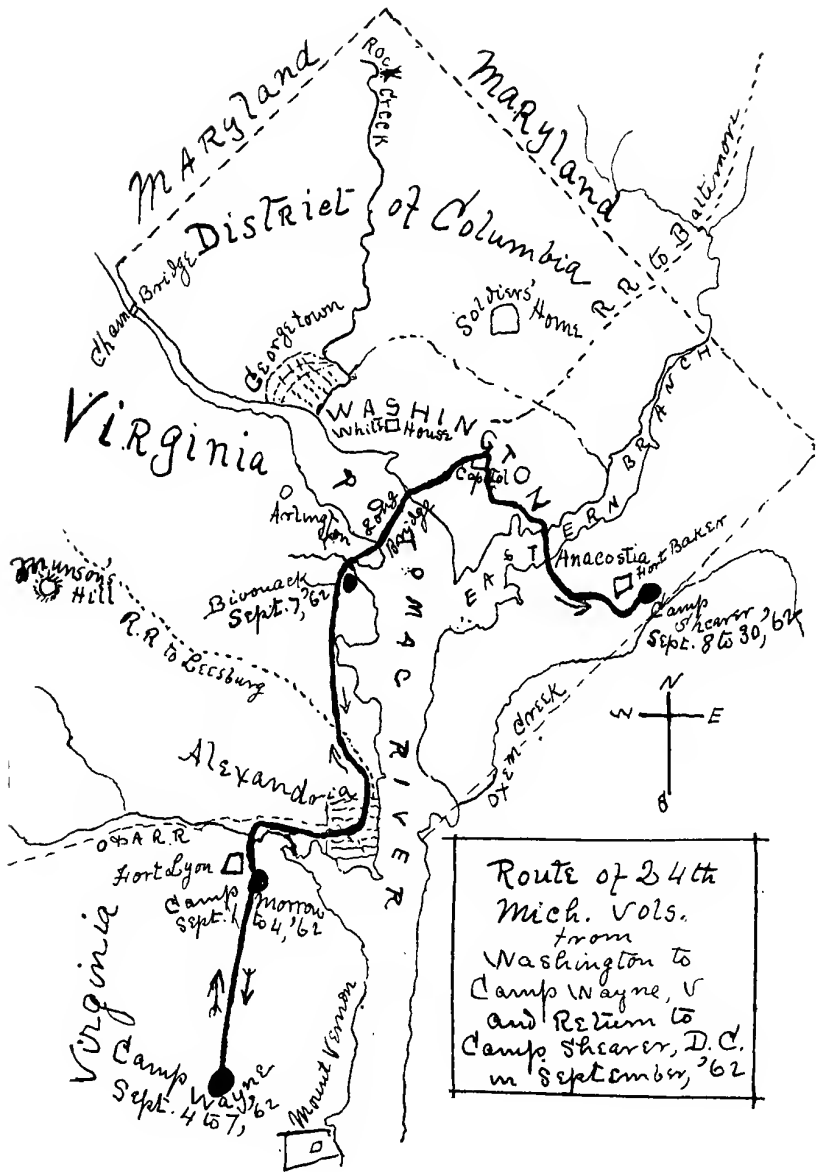 Maryland
Maryland
Rock Creek
District of Columbia
RR to Baltimore
Chain Bridge
Georgetown
Soldiers' Home
Virginia
WASHINGTON
White House
Capitol
EASTERN BRANCH
Arlington
Long Bridge
POTOMAC RIVER
Anacostia
Fort Baker
Munson's Hill
Bivouack
Sept. 7, '62
Camp Shearer
Sept. 8 to 30, '62
R.R to Leesburg
N
W E
S
Oxen Creek
Alexandria
O & A R.R
Fort Lyon
Camp Morrow
Sept. 1 to 4, '62
Virginia
Camp Wayne
Sept. 4 to 7, '62
Mount Vernon
Route of 24th
Mich. Vols.
from
Washington to
Camp Wayne, V
and Return to
Camp Shearer, D.C.
in September, '62